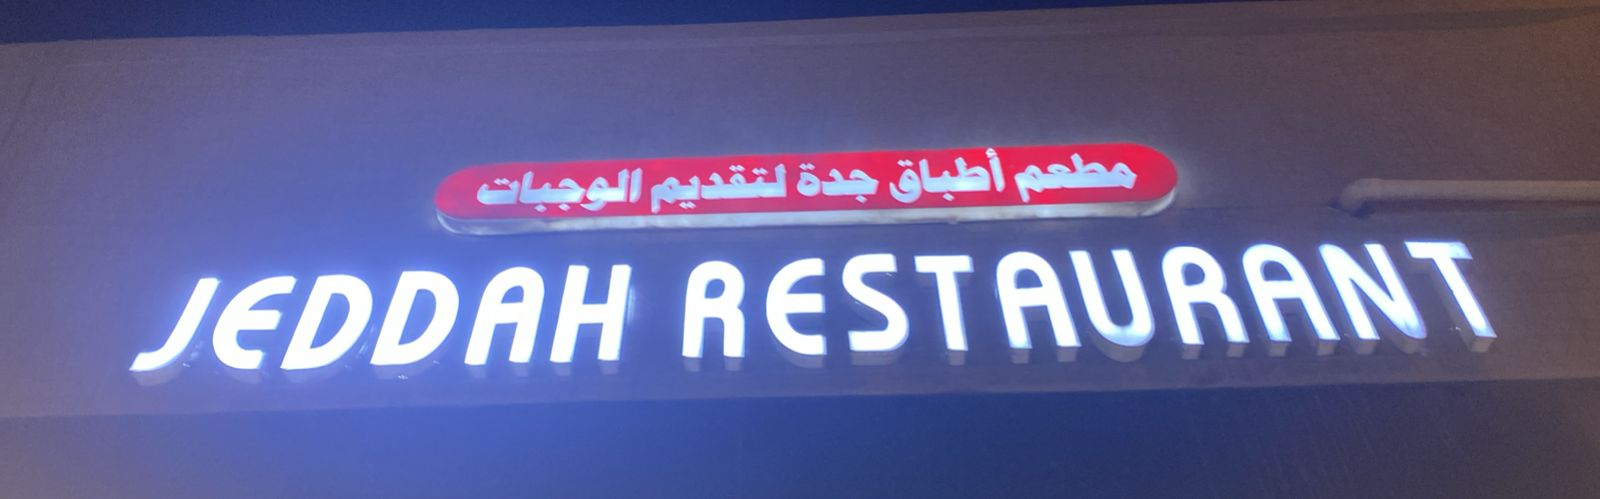 مطعم أطباق جدة لتقديم الوجبات
JEDDAH RESTAURANT